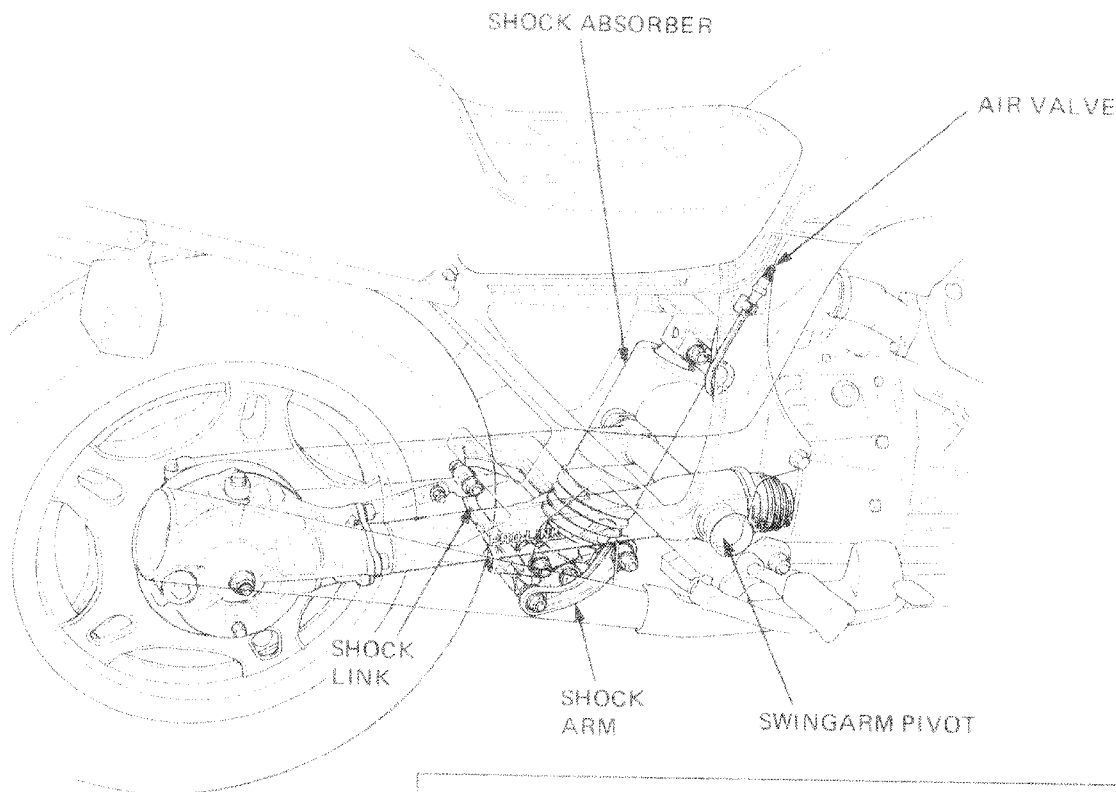 SHOCK ABSORBER
AIR VALVE
SHOCK
LINK
SHOCK
ARM
SWINGARM PIVOT